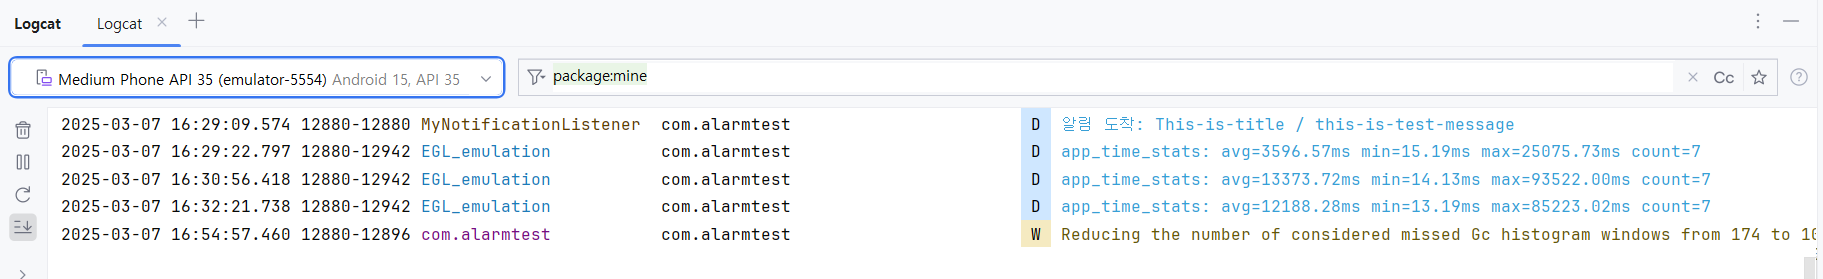 Logcat Logcat
Medium Phone API 35 (emulator-5554) Android 15, API 35 package:mine Cc
2025-03-07 16:29:09.574 12880-12880 MyNotificationListener com.alarmtest D 알림 도착: This-is-title / this-is-test-message
2025-03-07 16:29:22.797 12880-12942 EGL_emulation com.alarmtest D app_time_stats: avg=3596.57ms min=15.19ms max=25075.73ms count=7
2025-03-07 16:30:56.418 12880-12942 EGL_emulation com.alarmtest D app_time_stats: avg=13373.72ms min=14.13ms max=93522.00ms count=7
2025-03-07 16:32:21.738 12880-12942 EGL_emulation com.alarmtest D app_time_stats: avg=12188.28ms min=13.19ms max=85223.02ms count=7
2025-03-07 16:54:57.460 12880-12896 com.alarmtest com.alarmtest W Reducing the number of considered missed Gc histogram windows from 174 to